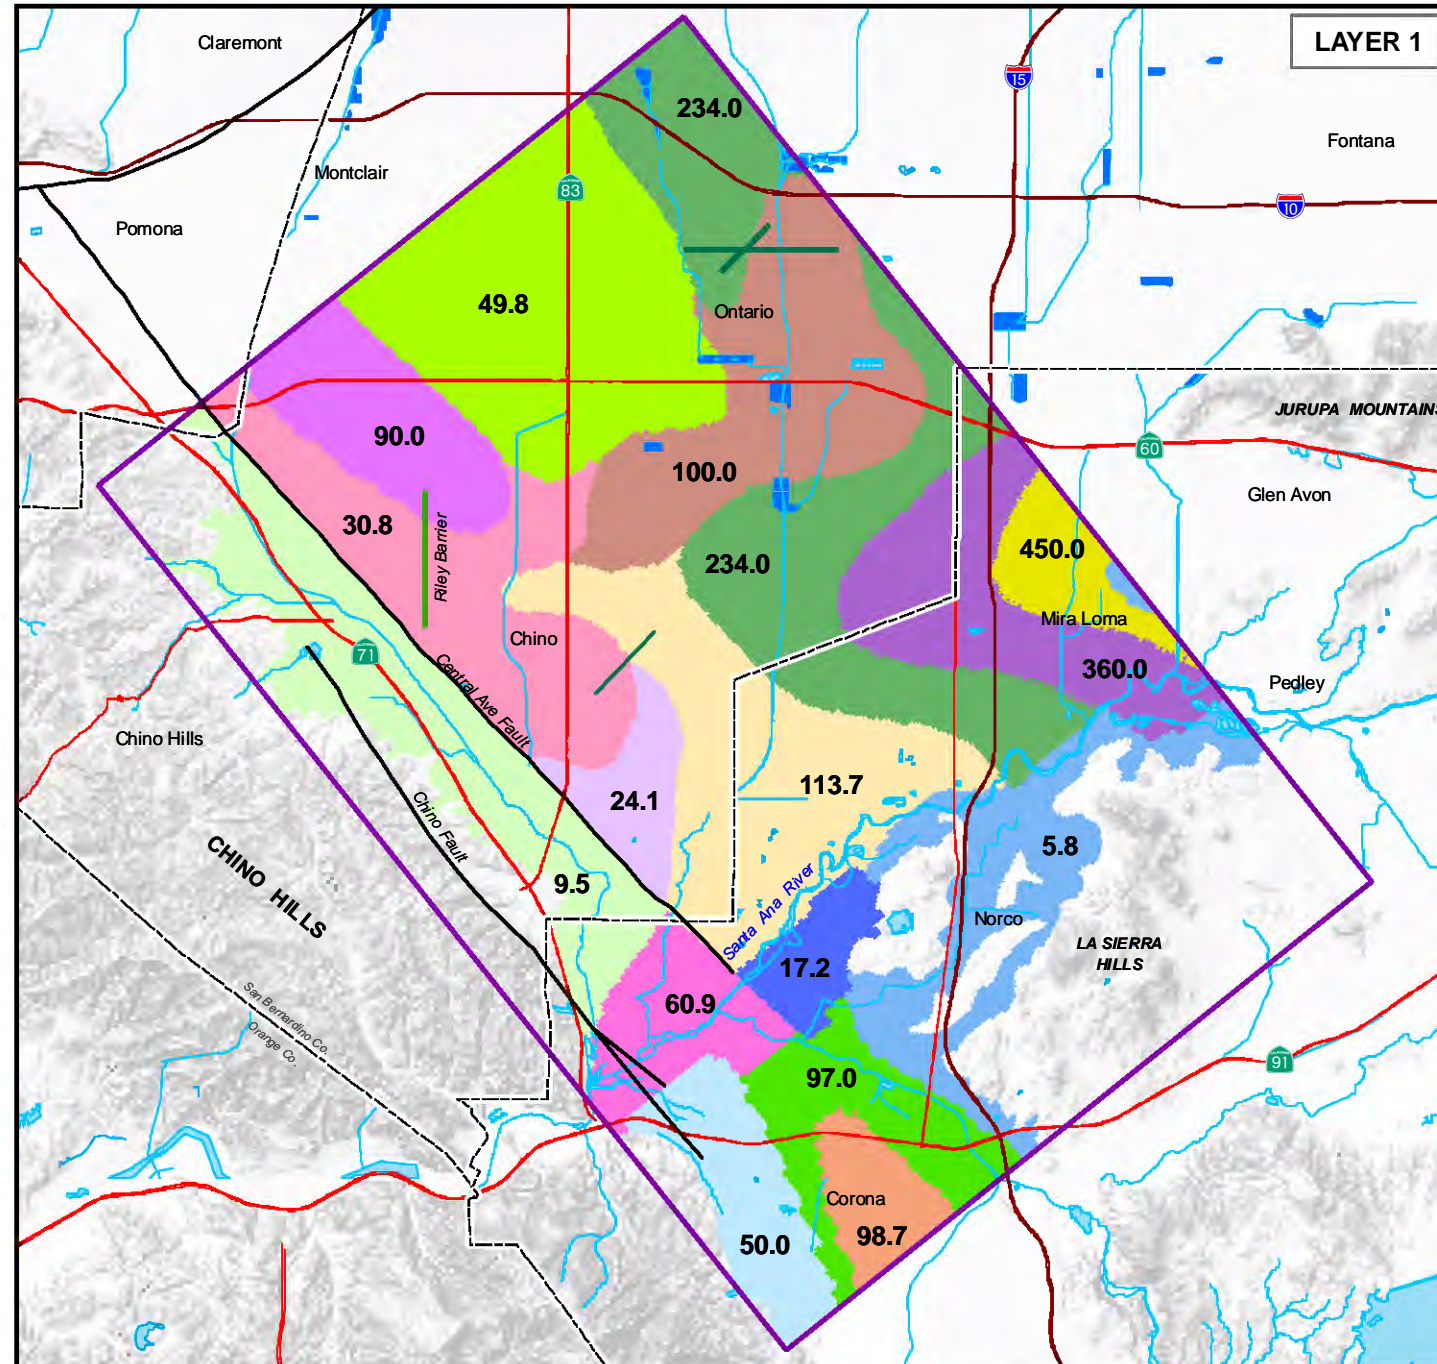 LAYER 1
Claremont
15
234.0
Fontana
Montclair
83
10
Pomona
49.8
Ontario
JURUPA MOUNTAINS
90.0
60
100.0
Glen Avon
30.8
Riley Barrier
450.0
234.0
Mira Loma
Chino
71
360.0
Pedley
Central Ave Fault
Chino Hills
113.7
24.1
Chino Fault
5.8
CHINO HILLS
9.5
Santa Ana River
Norco
LA SIERRA
HILLS
17.2
60.9
San Bernardino Co.
Orange Co.
91
97.0
Corona
98.7
50.0